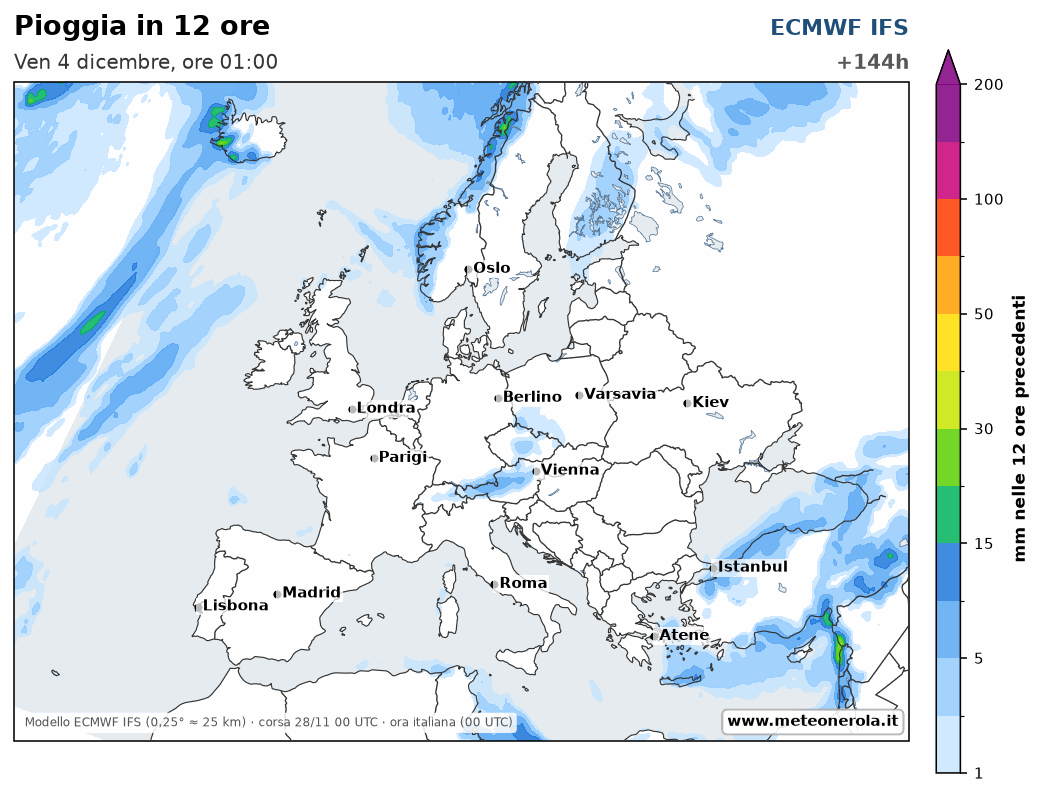 Pioggia in 12 ore
ECMWF IFS
Ven 4 dicembre, ore 01:00
+144h
200
100
50
30
15
5
1
mm nelle 12 ore precedenti
Oslo
Berlino
Varsavia
Kiev
Londra
Parigi
Vienna
Istanbul
Roma
Madrid
Lisbona
Atene
Modello ECMWF IFS (0,25° ≈ 25 km) · corsa 28/11 00 UTC · ora italiana (00 UTC)
www.meteonerola.it